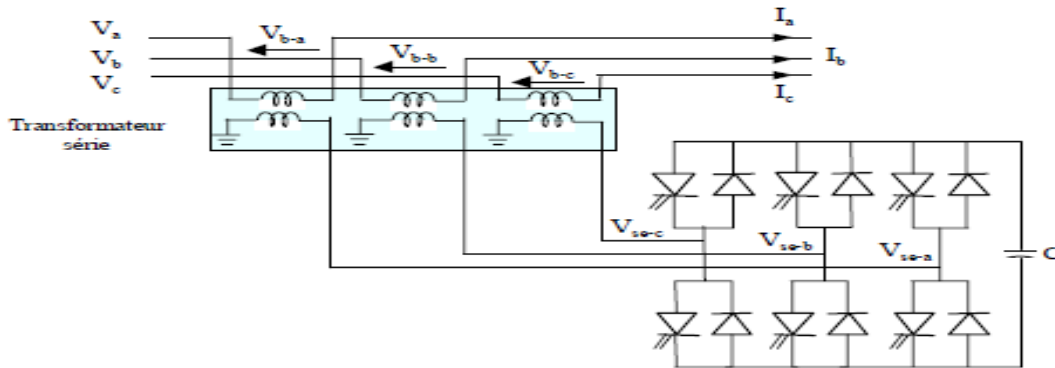 Va
Vb
Vc
Vb-a
Vb-b
Vb-c
Ia
Ib
Ic
Transformateur
série
Vse-c
Vse-b
Vse-a
C